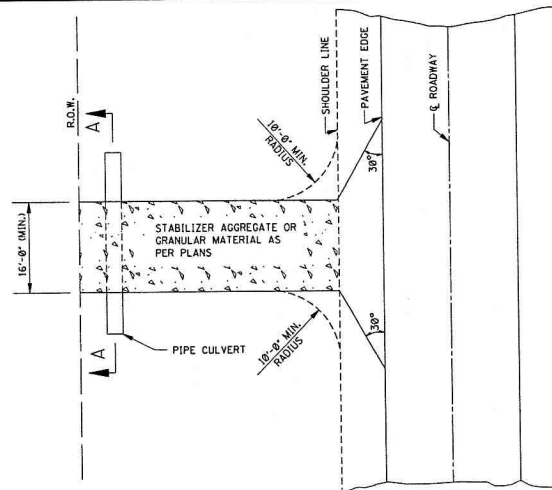 R.O.W.
A
10'-0" MIN.
RADIUS
SHOULDER LINE
PAVEMENT EDGE
℄ ROADWAY
30°
16'-0" (MIN.)
STABILIZER AGGREGATE OR
GRANULAR MATERIAL AS
PER PLANS
30°
A
PIPE CULVERT
10'-0" MIN.
RADIUS